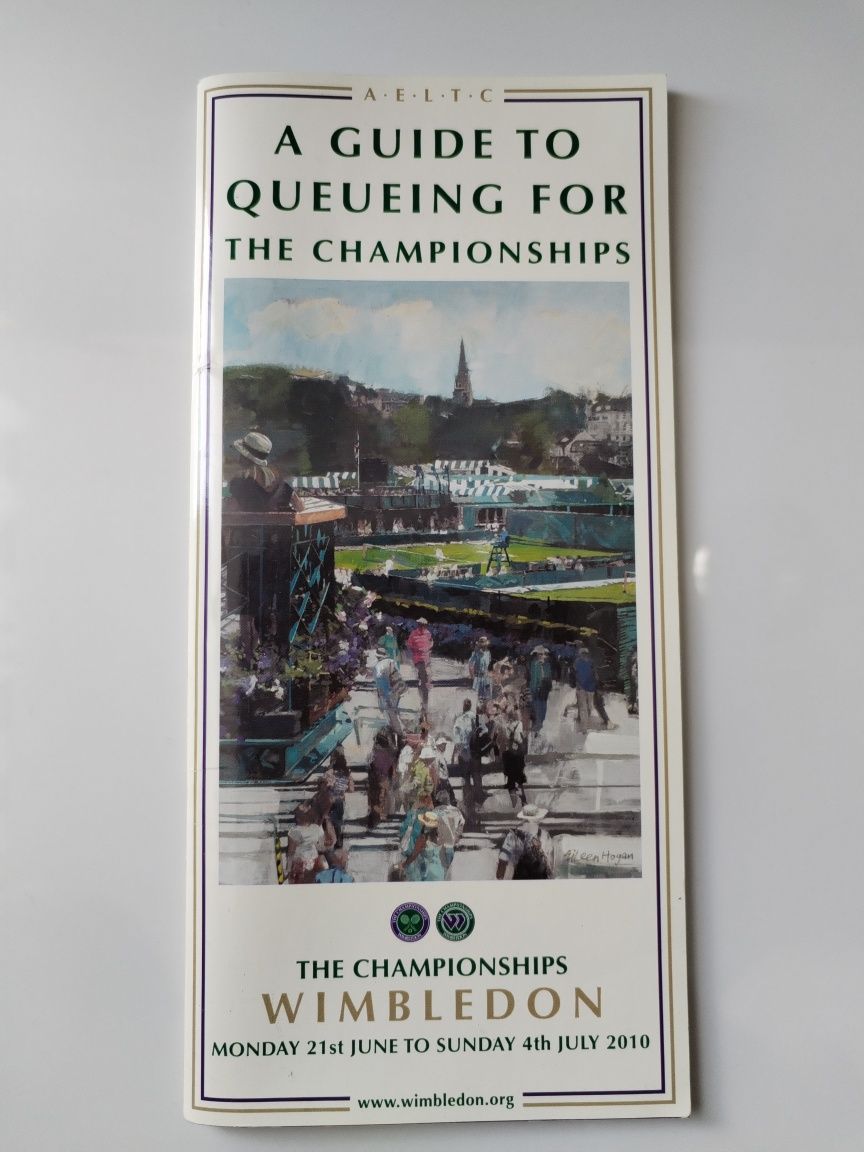 A·E·L·T·C
A GUIDE TO
QUEUEING FOR
THE CHAMPIONSHIPS
Eileen Hogan
THE CHAMPIONSHIPS
WIMBLEDON
MONDAY 21st JUNE TO SUNDAY 4th JULY 2010
www.wimbledon.org